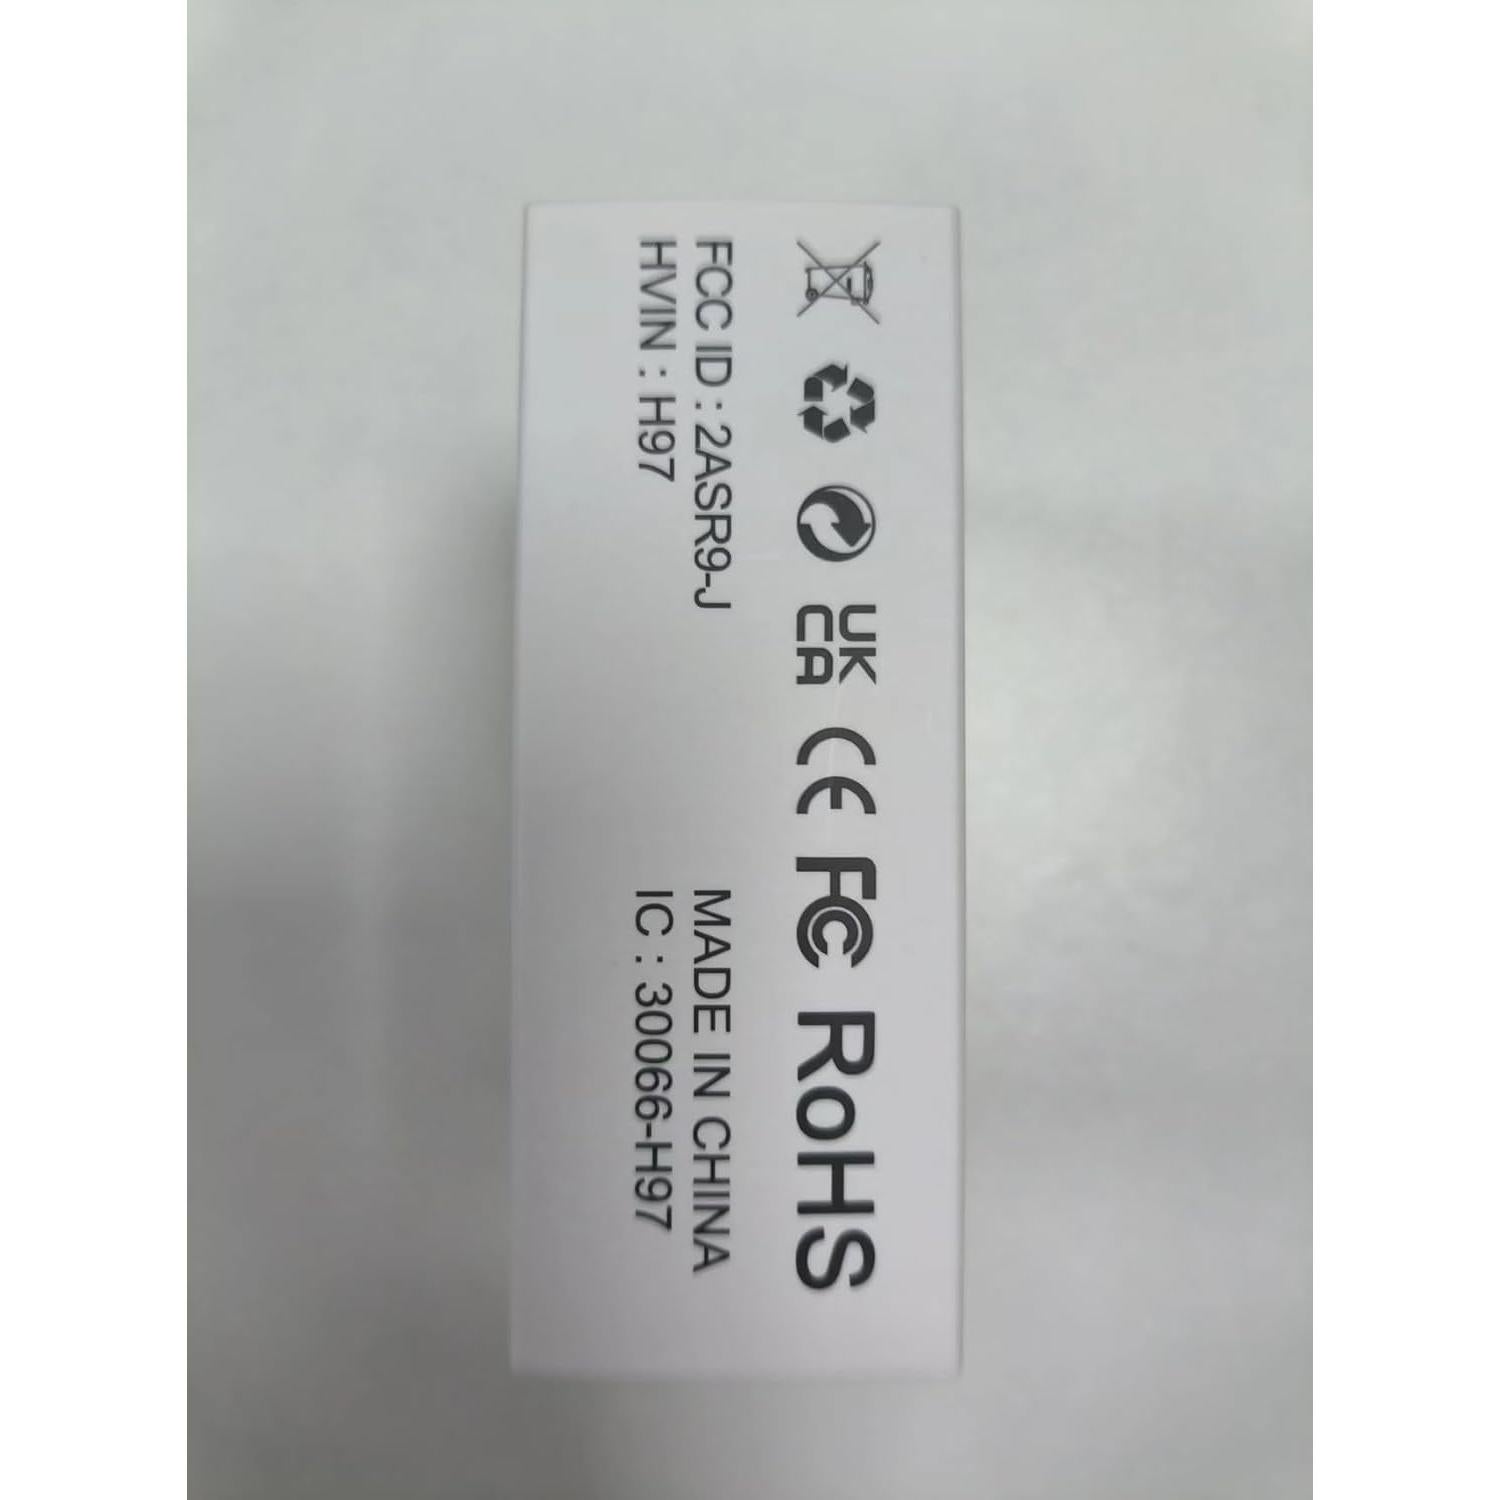 UK
CA CE FC RoHS
FCC ID : 2ASR9-J
HVIN : H97
MADE IN CHINA
IC : 30066-H97